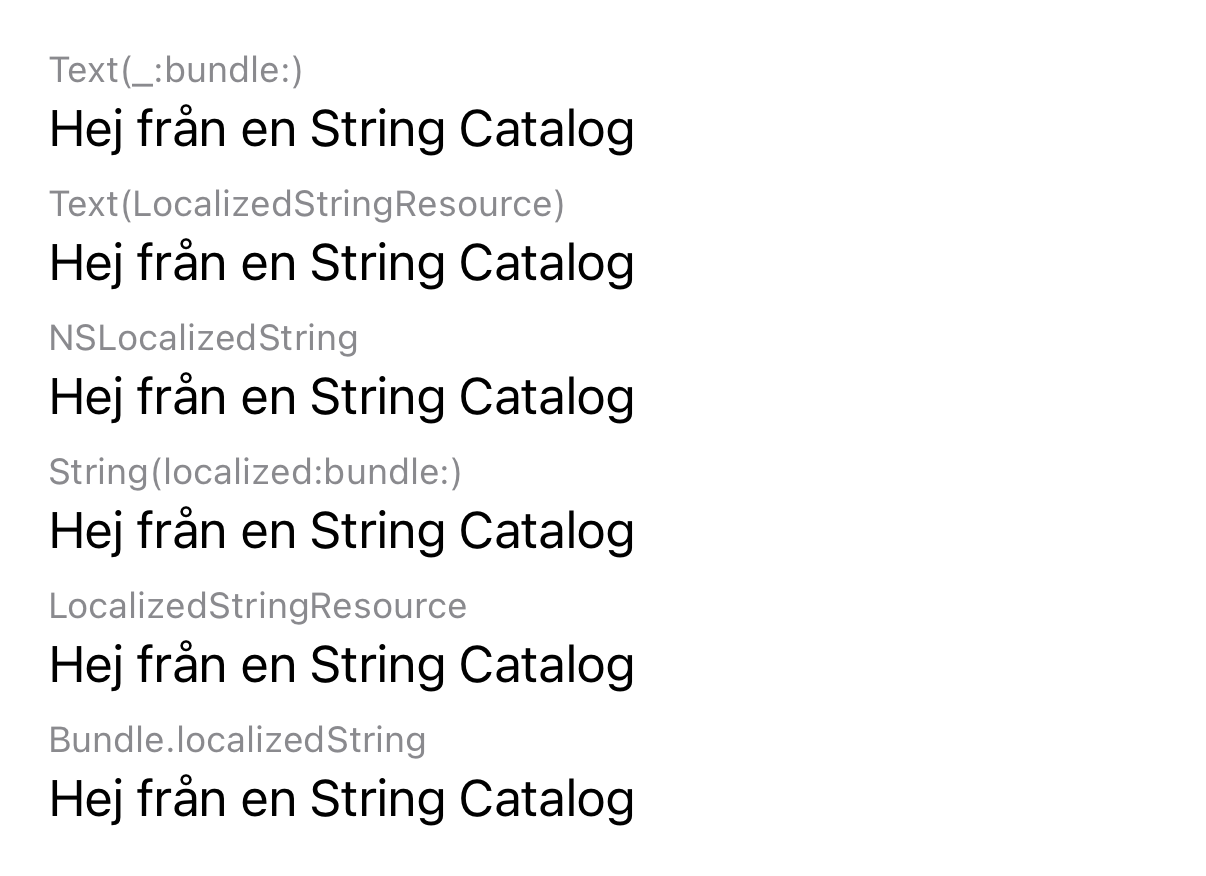 Text(_:bundle:)
Hej från en String Catalog
Text(LocalizedStringResource)
Hej från en String Catalog
NSLocalizedString
Hej från en String Catalog
String(localized:bundle:)
Hej från en String Catalog
LocalizedStringResource
Hej från en String Catalog
Bundle.localizedString
Hej från en String Catalog